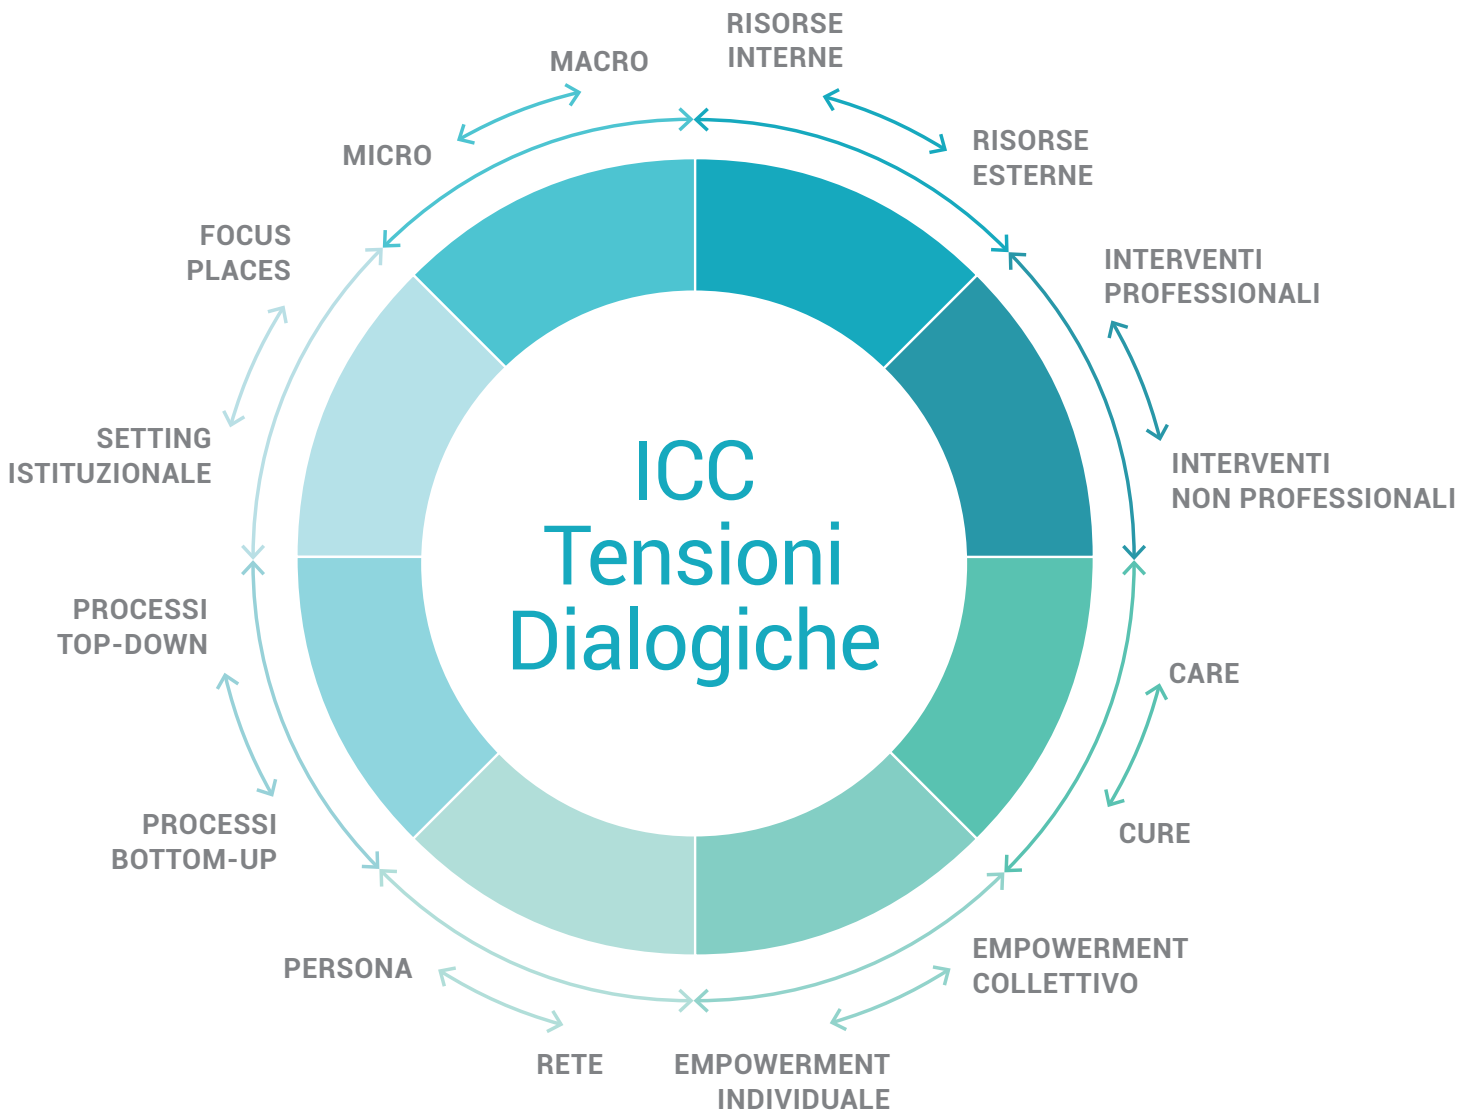 RISORSE
INTERNE
MACRO
RISORSE
ESTERNE
MICRO
FOCUS
PLACES
INTERVENTI
PROFESSIONALI
SETTING
ISTITUZIONALE
INTERVENTI
NON PROFESSIONALI
ICC
Tensioni
Dialogiche
PROCESSI
TOP-DOWN
CARE
PROCESSI
BOTTOM-UP
CURE
PERSONA
EMPOWERMENT
COLLETTIVO
RETE
EMPOWERMENT
INDIVIDUALE